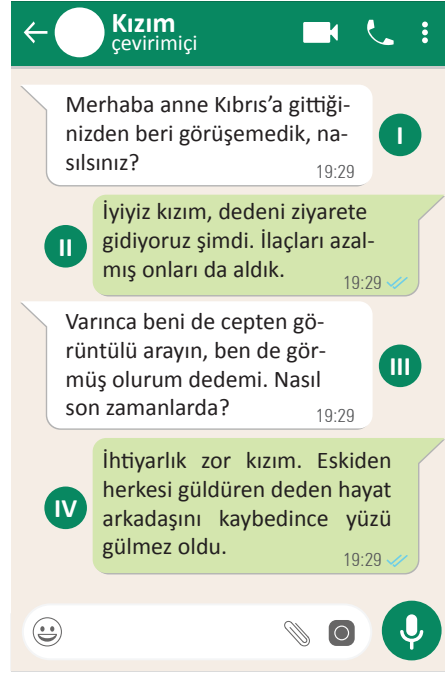 Kızım
çevirimiçi
Merhaba anne Kıbrıs’a gittiği-
nizden beri görüşemedik, na-
sılsınız?
19:29
I
İyiyiz kızım, dedeni ziyarete
gidiyoruz şimdi. İlaçları azal-
mış onları da aldık.
19:29
II
Varınca beni de cepten gö-
rüntülü arayın, ben de gör-
müş olurum dedemi. Nasıl
son zamanlarda?
19:29
III
İhtiyarlık zor kızım. Eskiden
herkesi güldüren deden hayat
arkadaşını kaybedince yüzü
gülmez oldu.
19:29
IV